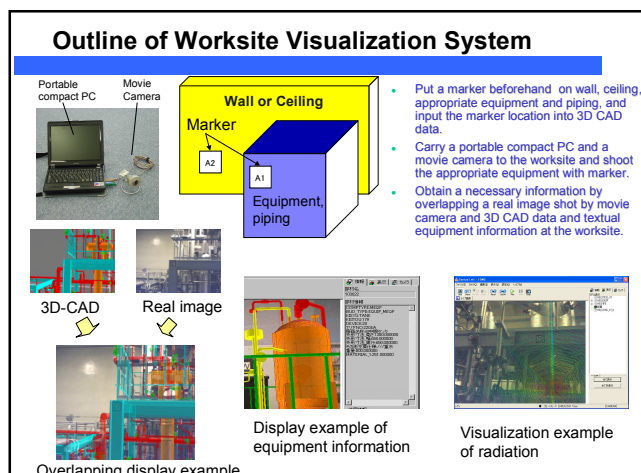 Outline of Worksite Visualization System
Portable
compact PC
Movie
Camera
Wall or Ceiling
Marker
A2
A1
Equipment,
piping
• Put a marker beforehand on wall, ceiling,
appropriate equipment and piping, and
input the marker location into 3D CAD
data.
• Carry a portable compact PC and a
movie camera to the worksite and shoot
the appropriate equipment with marker.
• Obtain a necessary information by
overlapping a real image shot by movie
camera and 3D CAD data and textual
equipment information at the worksite.
3D-CAD
Real image
Overlapping display example
Display example of
equipment information
Visualization example
of radiation